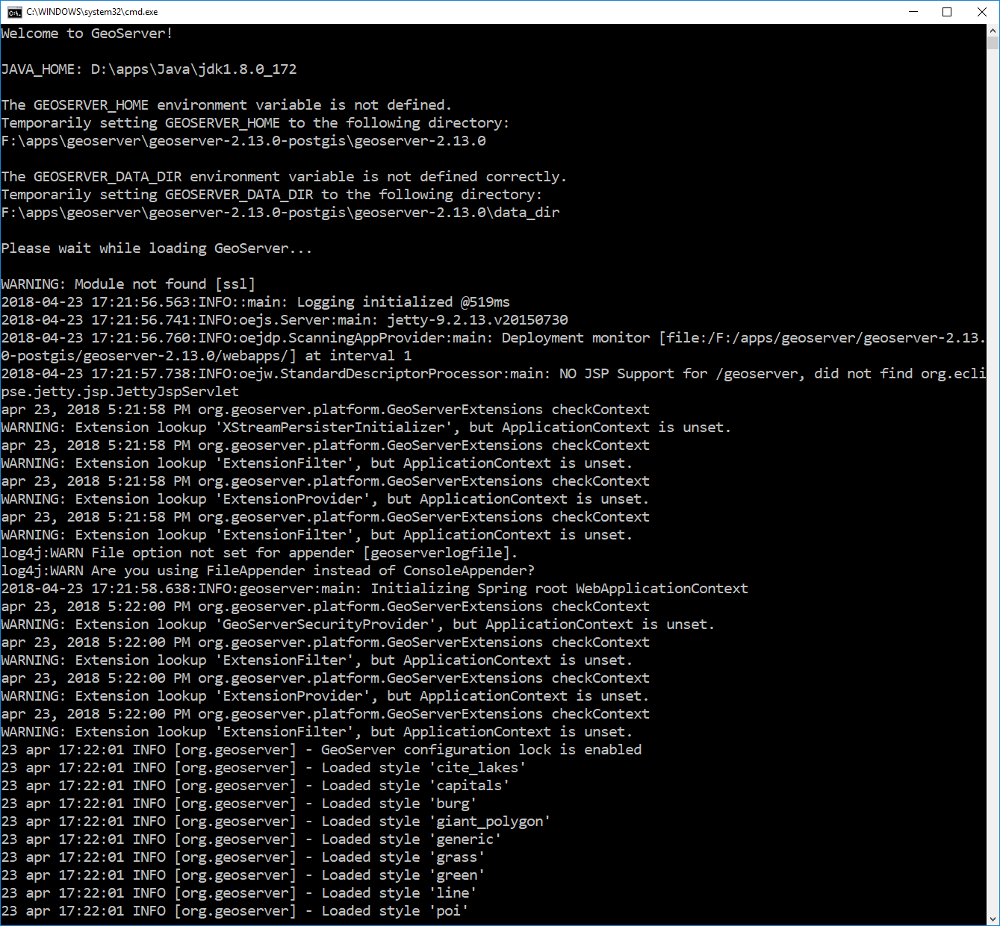 C:\WINDOWS\system32\cmd.exe
Welcome to GeoServer!
JAVA_HOME: D:\apps\Java\jdk1.8.0_172
The GEOSERVER_HOME environment variable is not defined.
Temporarily setting GEOSERVER_HOME to the following directory:
F:\apps\geoserver\geoserver-2.13.0-postgis\geoserver-2.13.0
The GEOSERVER_DATA_DIR environment variable is not defined correctly.
Temporarily setting GEOSERVER_DATA_DIR to the following directory:
F:\apps\geoserver\geoserver-2.13.0-postgis\geoserver-2.13.0\data_dir
Please wait while loading GeoServer...
WARNING: Module not found [ssl]
2018-04-23 17:21:56.563:INFO::main: Logging initialized @519ms
2018-04-23 17:21:56.741:INFO:oejs.Server:main: jetty-9.2.13.v20150730
2018-04-23 17:21:56.760:INFO:oejdp.ScanningAppProvider:main: Deployment monitor [file:/F:/apps/geoserver/geoserver-2.13.
0-postgis/geoserver-2.13.0/webapps/] at interval 1
2018-04-23 17:21:57.738:INFO:oejw.StandardDescriptorProcessor:main: NO JSP Support for /geoserver, did not find org.ecli
pse.jetty.jsp.JettyJspServlet
apr 23, 2018 5:21:58 PM org.geoserver.platform.GeoServerExtensions checkContext
WARNING: Extension lookup 'XStreamPersisterInitializer', but ApplicationContext is unset.
apr 23, 2018 5:21:58 PM org.geoserver.platform.GeoServerExtensions checkContext
WARNING: Extension lookup 'ExtensionFilter', but ApplicationContext is unset.
apr 23, 2018 5:21:58 PM org.geoserver.platform.GeoServerExtensions checkContext
WARNING: Extension lookup 'ExtensionProvider', but ApplicationContext is unset.
apr 23, 2018 5:21:58 PM org.geoserver.platform.GeoServerExtensions checkContext
WARNING: Extension lookup 'ExtensionFilter', but ApplicationContext is unset.
log4j:WARN File option not set for appender [geoserverlogfile].
log4j:WARN Are you using FileAppender instead of ConsoleAppender?
2018-04-23 17:21:58.638:INFO:geoserver:main: Initializing Spring root WebApplicationContext
apr 23, 2018 5:22:00 PM org.geoserver.platform.GeoServerExtensions checkContext
WARNING: Extension lookup 'GeoServerSecurityProvider', but ApplicationContext is unset.
apr 23, 2018 5:22:00 PM org.geoserver.platform.GeoServerExtensions checkContext
WARNING: Extension lookup 'ExtensionFilter', but ApplicationContext is unset.
apr 23, 2018 5:22:00 PM org.geoserver.platform.GeoServerExtensions checkContext
WARNING: Extension lookup 'ExtensionProvider', but ApplicationContext is unset.
apr 23, 2018 5:22:00 PM org.geoserver.platform.GeoServerExtensions checkContext
WARNING: Extension lookup 'ExtensionFilter', but ApplicationContext is unset.
23 apr 17:22:01 INFO [org.geoserver] - GeoServer configuration lock is enabled
23 apr 17:22:01 INFO [org.geoserver] - Loaded style 'cite_lakes'
23 apr 17:22:01 INFO [org.geoserver] - Loaded style 'capitals'
23 apr 17:22:01 INFO [org.geoserver] - Loaded style 'burg'
23 apr 17:22:01 INFO [org.geoserver] - Loaded style 'giant_polygon'
23 apr 17:22:01 INFO [org.geoserver] - Loaded style 'generic'
23 apr 17:22:01 INFO [org.geoserver] - Loaded style 'grass'
23 apr 17:22:01 INFO [org.geoserver] - Loaded style 'green'
23 apr 17:22:01 INFO [org.geoserver] - Loaded style 'line'
23 apr 17:22:01 INFO [org.geoserver] - Loaded style 'poi'